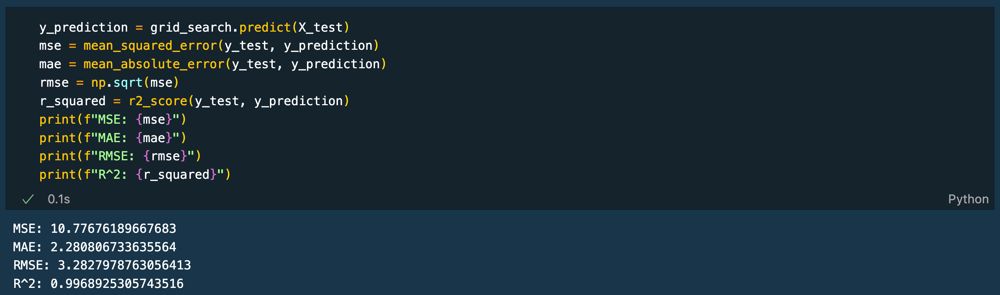 y_prediction = grid_search.predict(X_test)
mse = mean_squared_error(y_test, y_prediction)
mae = mean_absolute_error(y_test, y_prediction)
rmse = np.sqrt(mse)
r_squared = r2_score(y_test, y_prediction)
print(f"MSE: {mse}")
print(f"MAE: {mae}")
print(f"RMSE: {rmse}")
print(f"R^2: {r_squared}")
0.1s
Python
MSE: 10.77676189667683
MAE: 2.280806733635564
RMSE: 3.2827978763056413
R^2: 0.9968925305743516